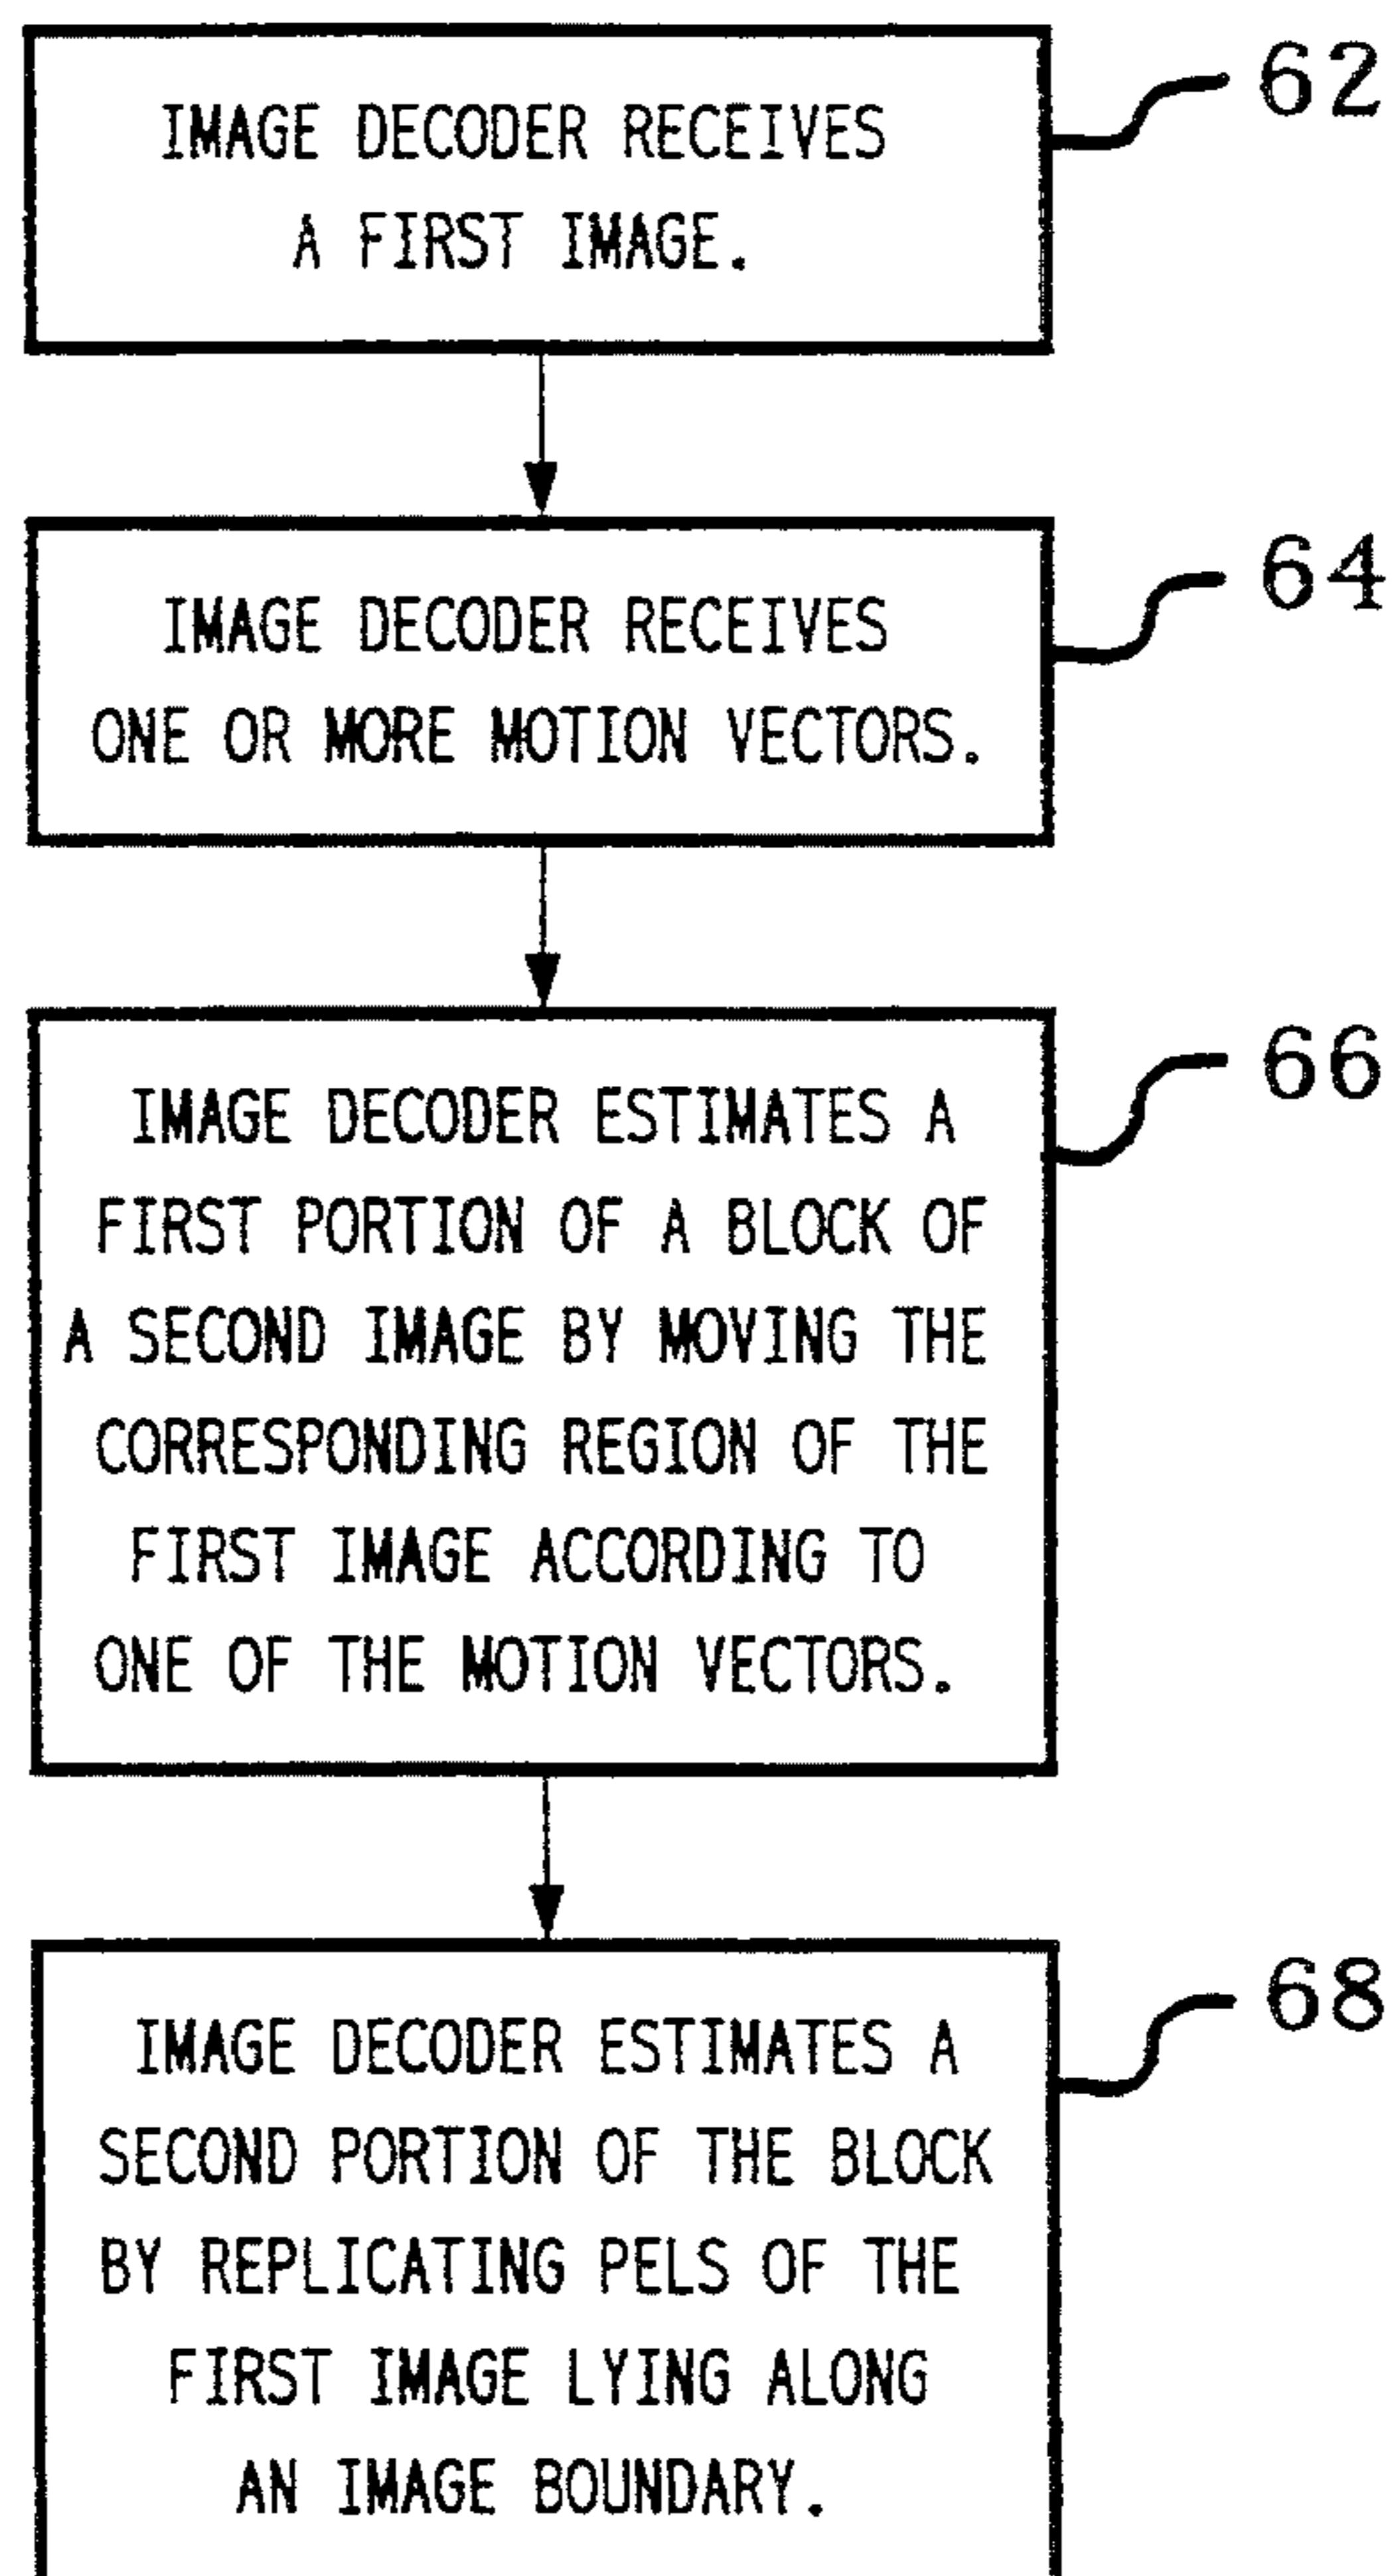 IMAGE DECODER RECEIVES
A FIRST IMAGE.
62
IMAGE DECODER RECEIVES
ONE OR MORE MOTION VECTORS.
64
IMAGE DECODER ESTIMATES A
FIRST PORTION OF A BLOCK OF
A SECOND IMAGE BY MOVING THE
CORRESPONDING REGION OF THE
FIRST IMAGE ACCORDING TO
ONE OF THE MOTION VECTORS.
66
IMAGE DECODER ESTIMATES A
SECOND PORTION OF THE BLOCK
BY REPLICATING PELS OF THE
FIRST IMAGE LYING ALONG
AN IMAGE BOUNDARY.
68